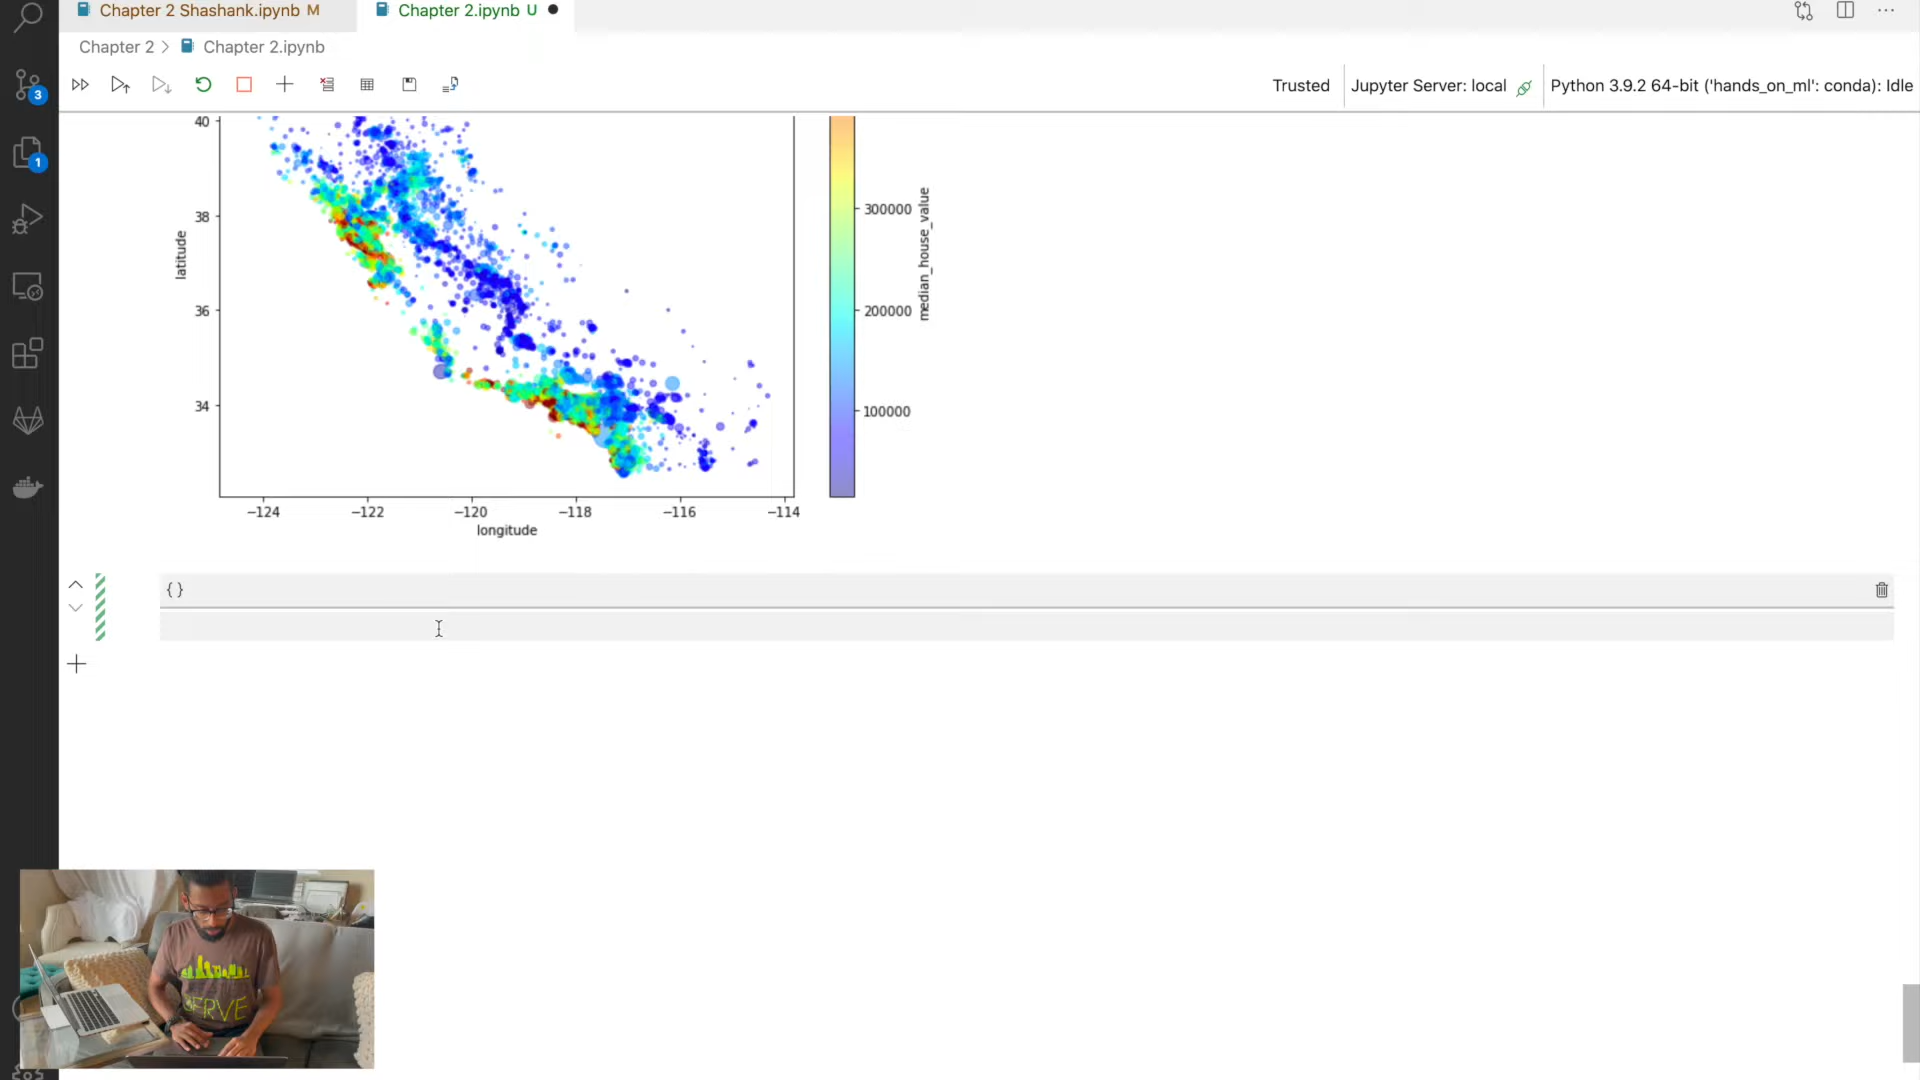 Chapter 2 Shashank.ipynb M
Chapter 2.ipynb U
Chapter 2 > Chapter 2.ipynb
Trusted
Jupyter Server: local
Python 3.9.2 64-bit ('hands_on_ml': conda): Idle
3
1
40
38
36
34
latitude
−124 −122 −120 −118 −116 −114
longitude
300000
200000
100000
median_house_value
{}
SERVE